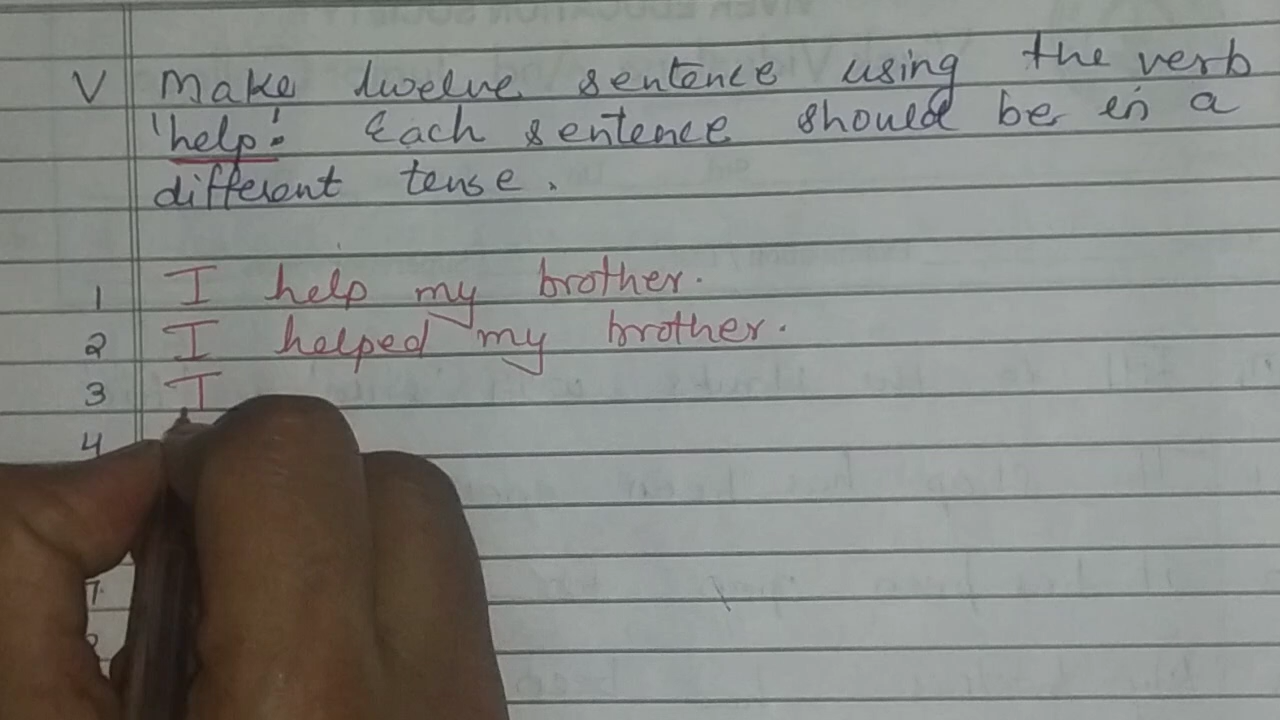 V Make twelve sentence using the verb
'help'. Each sentence should be in a
different tense.
1 I help my brother.
2 I helped my brother.
3 I
4
7.